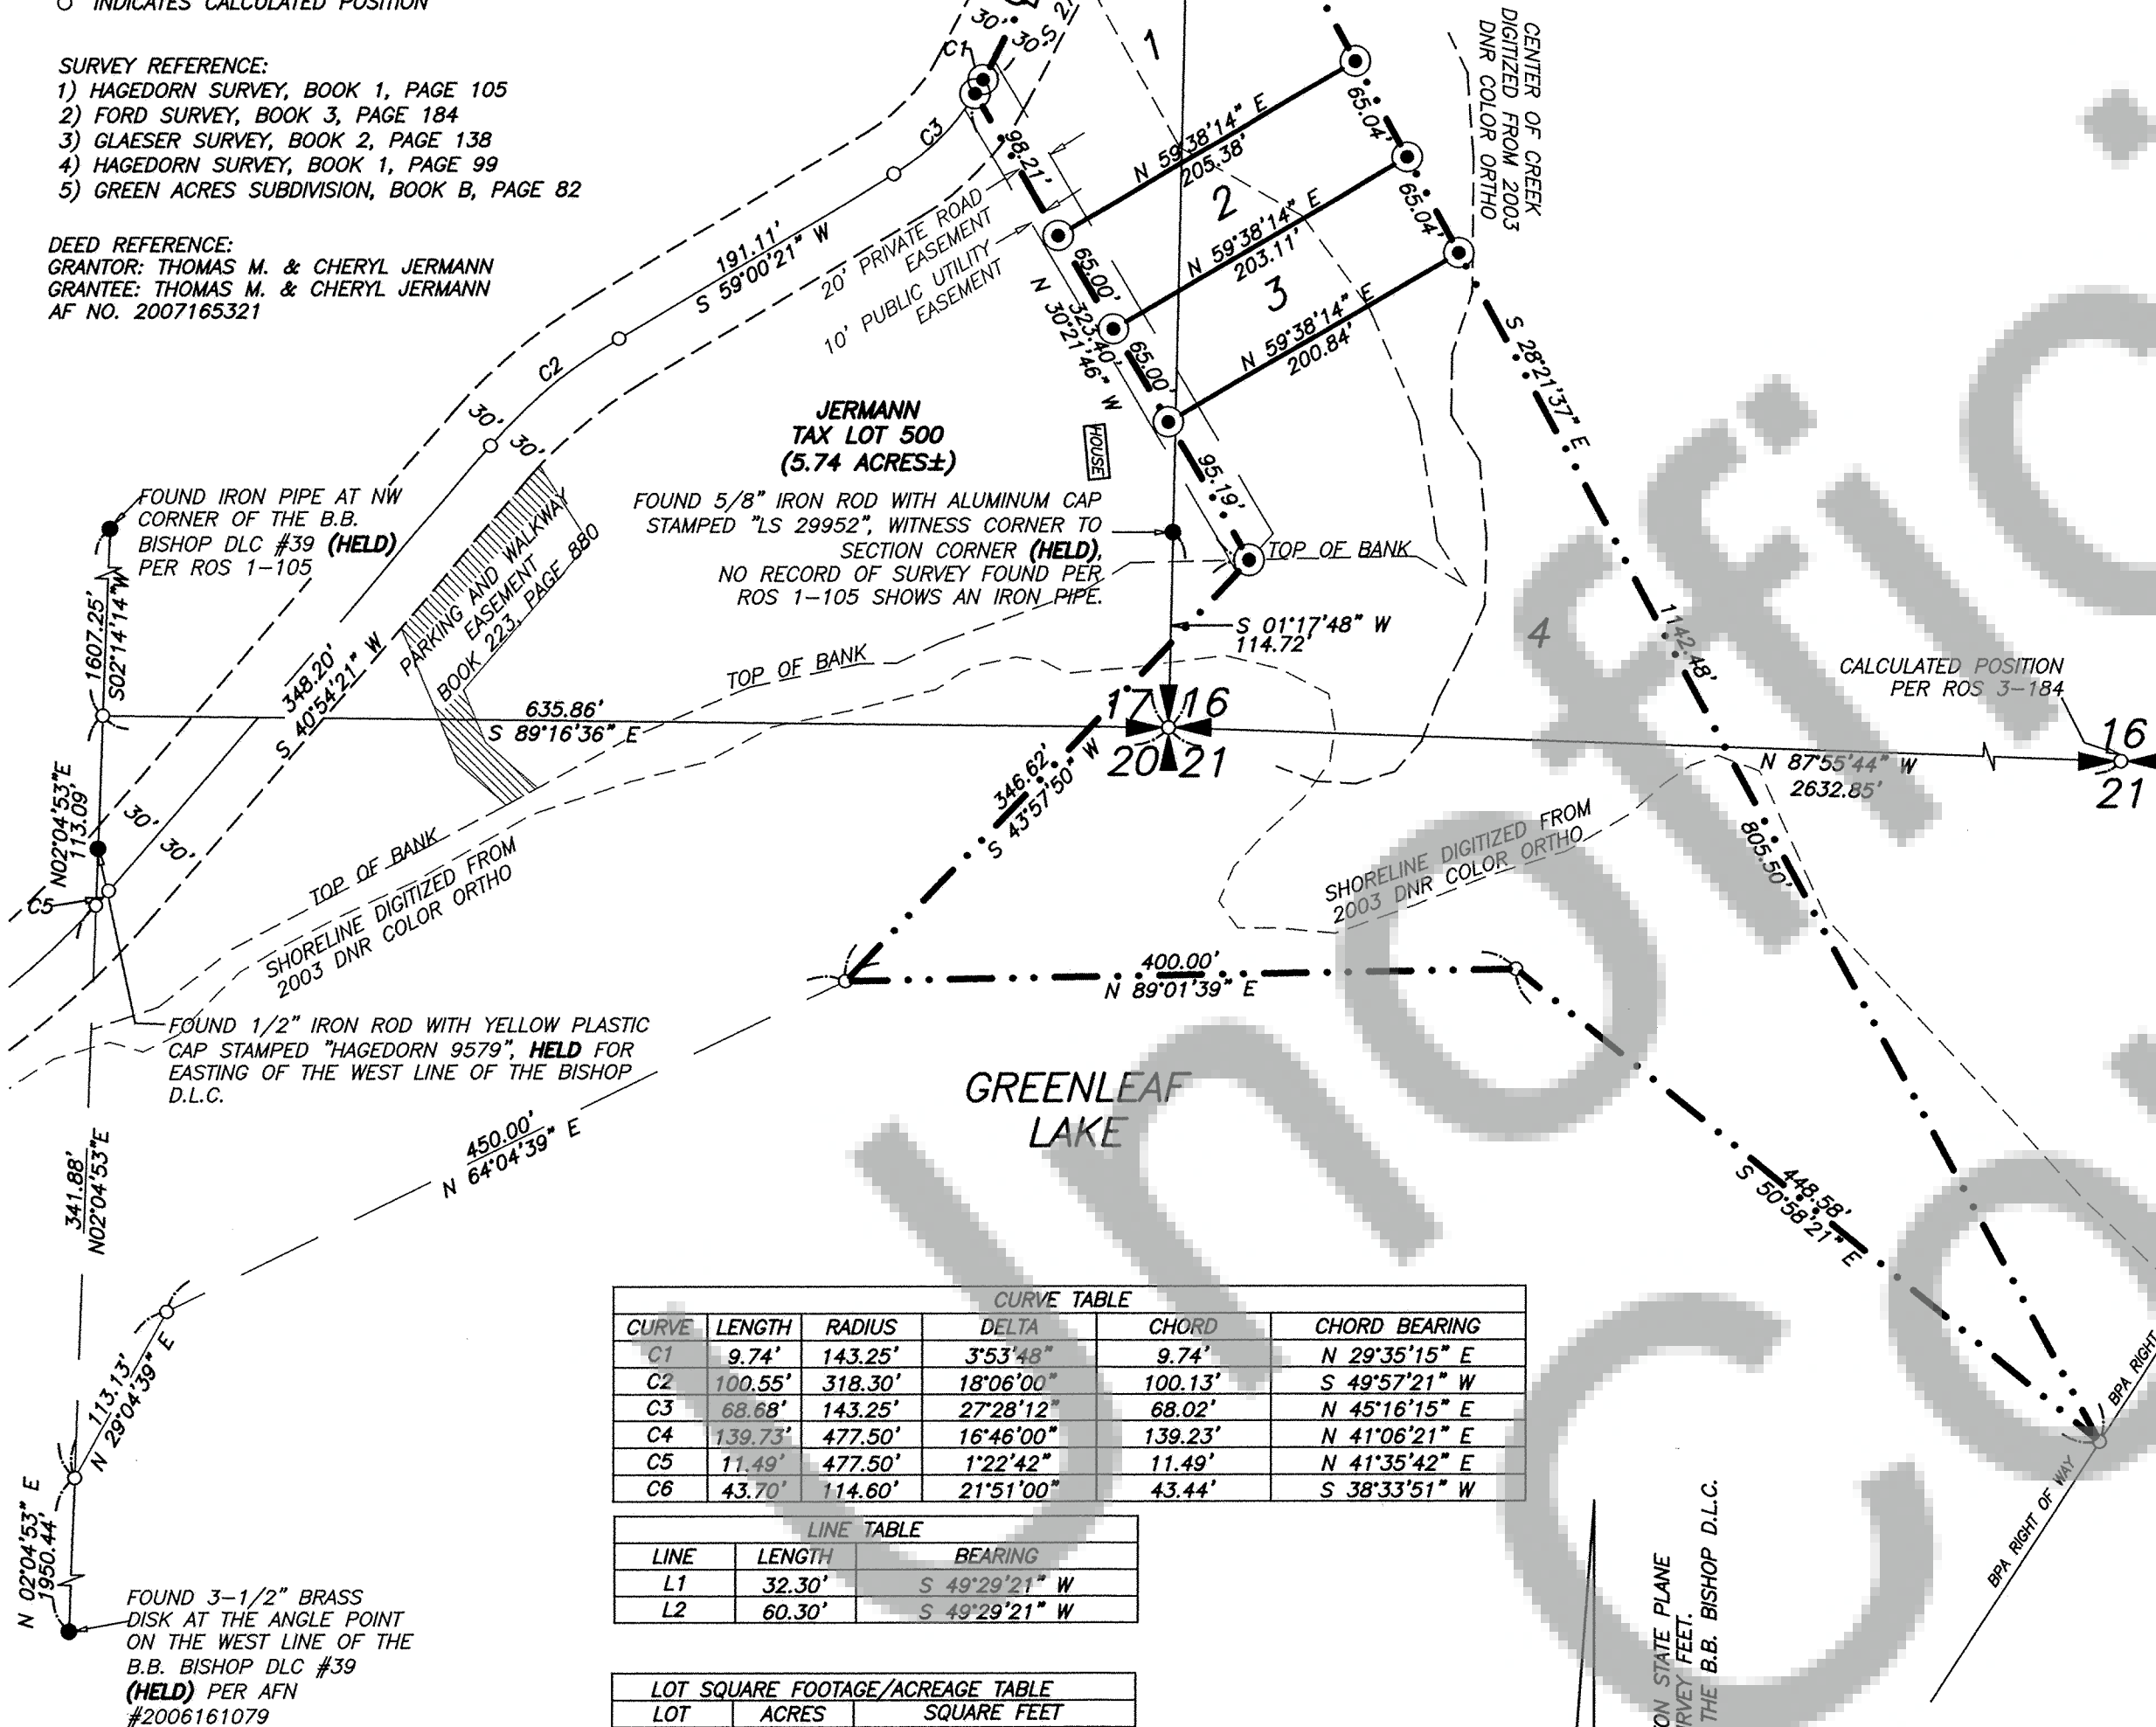 INDICATES CALCULATED POSITION
SURVEY REFERENCE:
1) HAGEDORN SURVEY, BOOK 1, PAGE 105
2) FORD SURVEY, BOOK 3, PAGE 184
3) GLAESER SURVEY, BOOK 2, PAGE 138
4) HAGEDORN SURVEY, BOOK 1, PAGE 99
5) GREEN ACRES SUBDIVISION, BOOK B, PAGE 82
DEED REFERENCE:
GRANTOR: THOMAS M. & CHERYL JERMANN
GRANTEE: THOMAS M. & CHERYL JERMANN
AF NO. 2007165321
30'
30'
C1
C3
1
98.21'
CENTER OF CREEK
DIGITIZED FROM 2003
DNR COLOR ORTHO
65.04'
N 59°38'14" E
205.38'
2
65.04'
N 59°38'14" E
203.11'
3
N 59°38'14" E
200.84'
65.00'
65.00'
323.40'
N 30°21'46" W
20' PRIVATE ROAD
EASEMENT
10' PUBLIC UTILITY
EASEMENT
191.11'
S 59°00'21" W
C2
30'
30'
JERMANN
TAX LOT 500
(5.74 ACRES±)
HOUSE
95.19'
S 28°21'37" E
1142.48'
FOUND IRON PIPE AT NW
CORNER OF THE B.B.
BISHOP DLC #39 (HELD)
PER ROS 1-105
FOUND 5/8" IRON ROD WITH ALUMINUM CAP
STAMPED "LS 29952", WITNESS CORNER TO
SECTION CORNER (HELD),
NO RECORD OF SURVEY FOUND PER
ROS 1-105 SHOWS AN IRON PIPE.
TOP OF BANK
PARKING AND WALKWAY
EASEMENT
BOOK 223, PAGE 880
1607.25'
S02°14'14"W
348.20'
S 40°54'21" W
TOP OF BANK
S 01°17'48" W
114.72'
4
CALCULATED POSITION
PER ROS 3-184
635.86'
S 89°16'36" E
17 16
20 21
16
21
N 87°55'44" W
2632.85'
346.62'
S 43°57'50" W
805.50'
N02°04'53"E
113.09'
30'
30'
C5
TOP OF BANK
SHORELINE DIGITIZED FROM
2003 DNR COLOR ORTHO
SHORELINE DIGITIZED FROM
2003 DNR COLOR ORTHO
400.00'
N 89°01'39" E
FOUND 1/2" IRON ROD WITH YELLOW PLASTIC
CAP STAMPED "HAGEDORN 9579", HELD FOR
EASTING OF THE WEST LINE OF THE BISHOP
D.L.C.
GREENLEAF
LAKE
450.00'
N 64°04'39" E
341.88'
N02°04'53"E
448.58'
S 50°58'21" E
113.13'
N 29°04'39" E
N 02°04'53" E
1950.44'
FOUND 3-1/2" BRASS
DISK AT THE ANGLE POINT
ON THE WEST LINE OF THE
B.B. BISHOP DLC #39
(HELD) PER AFN
#2006161079
CURVE TABLE
CURVE LENGTH RADIUS DELTA CHORD CHORD BEARING
C1 9.74' 143.25' 3°53'48" 9.74' N 29°35'15" E
C2 100.55' 318.30' 18°06'00" 100.13' S 49°57'21" W
C3 68.68' 143.25' 27°28'12" 68.02' N 45°16'15" E
C4 139.73' 477.50' 16°46'00" 139.23' N 41°06'21" E
C5 11.49' 477.50' 1°22'42" 11.49' N 41°35'42" E
C6 43.70' 114.60' 21°51'00" 43.44' S 38°33'51" W
LINE TABLE
LINE LENGTH BEARING
L1 32.30' S 49°29'21" W
L2 60.30' S 49°29'21" W
LOT SQUARE FOOTAGE/ACREAGE TABLE
LOT ACRES SQUARE FEET
STATE PLANE
FEET.
THE B.B. BISHOP D.L.C.
BPA RIGHT OF WAY
BPA RIGHT
Unoffic
Co